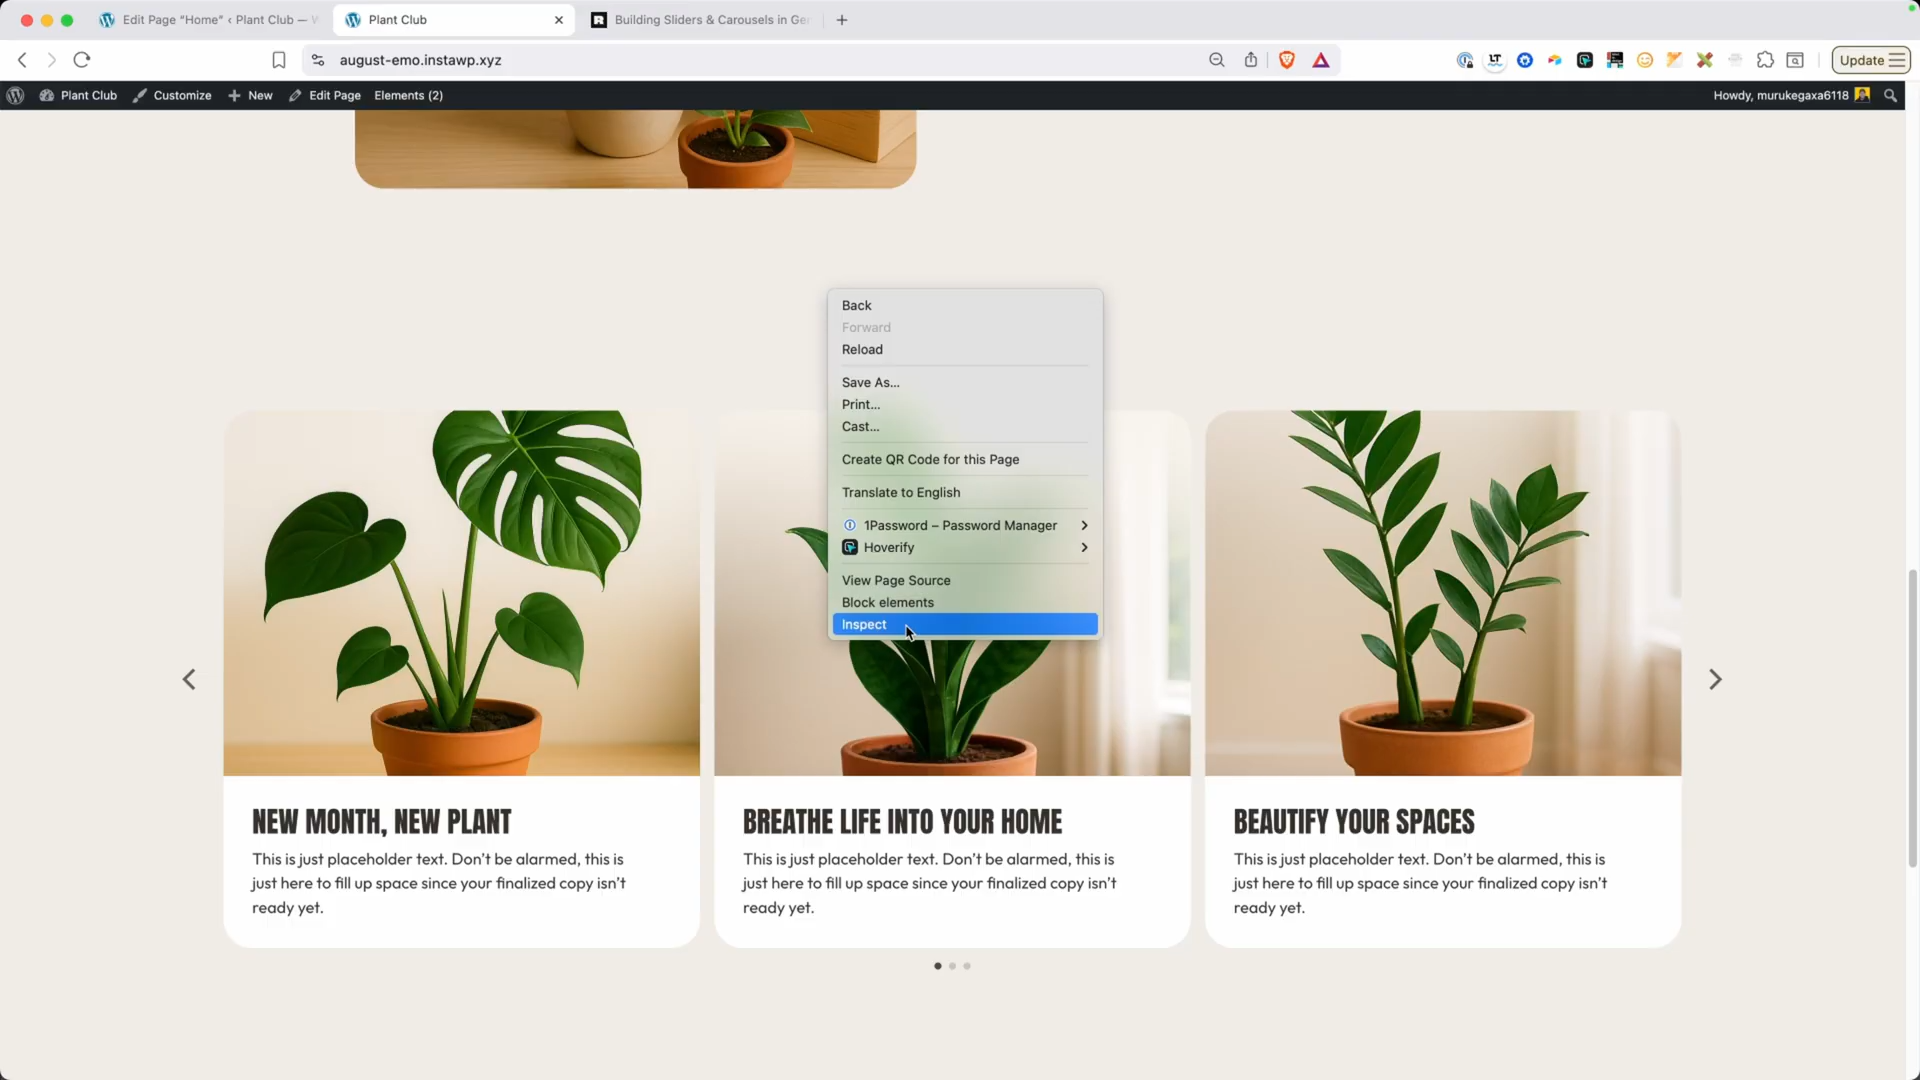 Edit Page "Home" ‹ Plant Club —
Plant Club
Building Sliders & Carousels in Ge
august-emo.instawp.xyz
LT
Update
Plant Club
Customize
New
Edit Page
Elements (2)
Howdy, murukegaxa6118
Back
Forward
Reload
Save As...
Print...
Cast...
Create QR Code for this Page
Translate to English
1Password – Password Manager
Hoverify
View Page Source
Block elements
Inspect
NEW MONTH, NEW PLANT
This is just placeholder text. Don't be alarmed, this is
just here to fill up space since your finalized copy isn't
ready yet.
BREATHE LIFE INTO YOUR HOME
This is just placeholder text. Don't be alarmed, this is
just here to fill up space since your finalized copy isn't
ready yet.
BEAUTIFY YOUR SPACES
This is just placeholder text. Don't be alarmed, this is
just here to fill up space since your finalized copy isn't
ready yet.